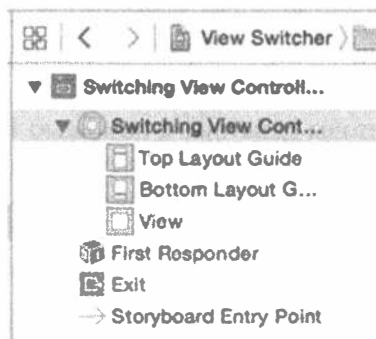 View Switcher
Switching View Controll...
Switching View Cont...
Top Layout Guide
Bottom Layout G...
View
First Responder
Exit
Storyboard Entry Point